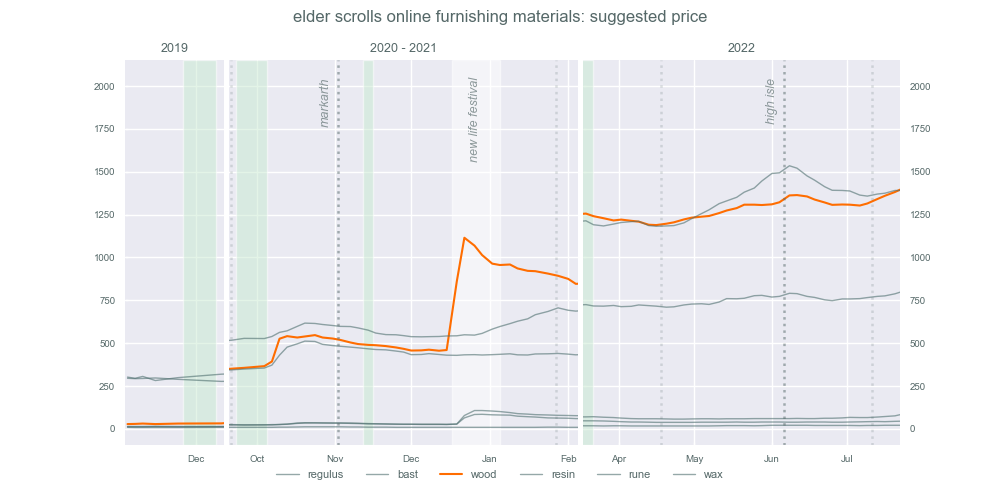 elder scrolls online furnishing materials: suggested price
2019 2020 - 2021 2022
2000 2000
1750 1750
1500 1500
1250 1250
1000 1000
750 750
500 500
250 250
0 0
markarth
new life festival
high isle
Dec Oct Nov Dec Jan Feb Apr May Jun Jul
regulus bast wood resin rune wax